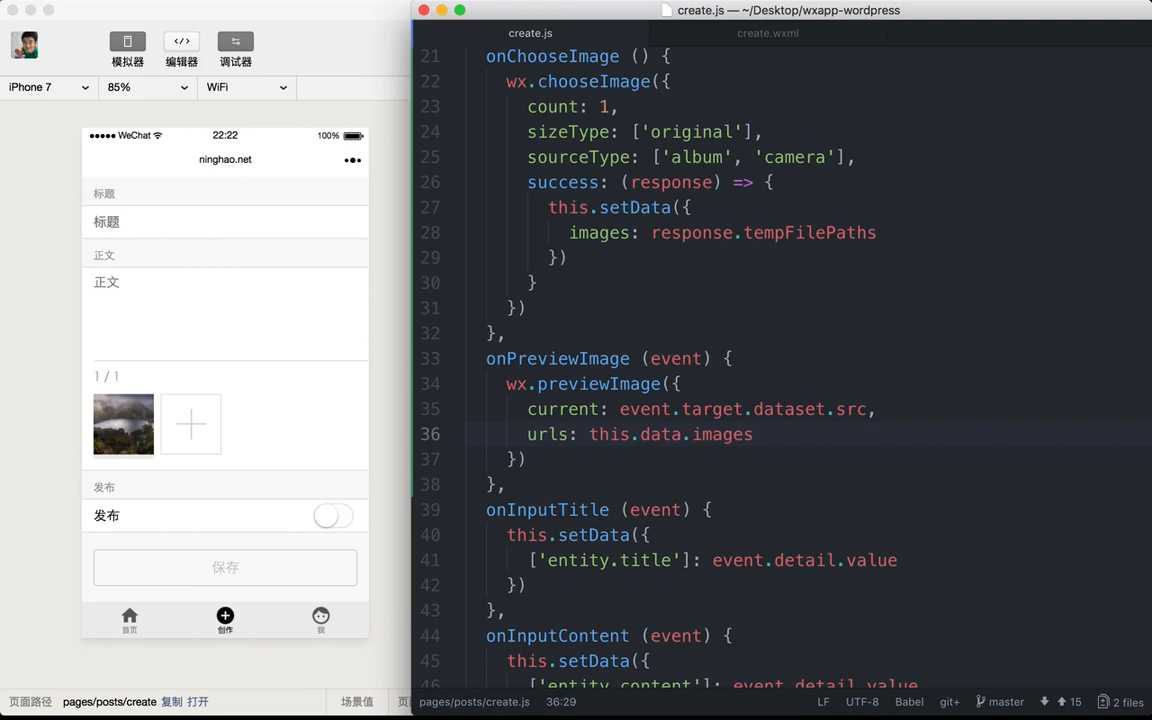 模拟器
编辑器
调试器
iPhone 7
85%
WiFi
WeChat
22:22
100%
ninghao.net
标题
标题
正文
正文
1 / 1
发布
发布
保存
首页
创作
我
页面路径
pages/posts/create
复制
打开
场景值
create.js — ~/Desktop/wxapp-wordpress
create.js
create.wxml
21 onChooseImage () {
22 wx.chooseImage({
23 count: 1,
24 sizeType: ['original'],
25 sourceType: ['album', 'camera'],
26 success: (response) => {
27 this.setData({
28 images: response.tempFilePaths
29 })
30 }
31 })
32 },
33 onPreviewImage (event) {
34 wx.previewImage({
35 current: event.target.dataset.src,
36 urls: this.data.images
37 })
38 },
39 onInputTitle (event) {
40 this.setData({
41 ['entity.title']: event.detail.value
42 })
43 },
44 onInputContent (event) {
45 this.setData({
46 ['entity.content']: event.detail.value
pages/posts/create.js
36:29
LF
UTF-8
Babel
git+
master
15
2 files